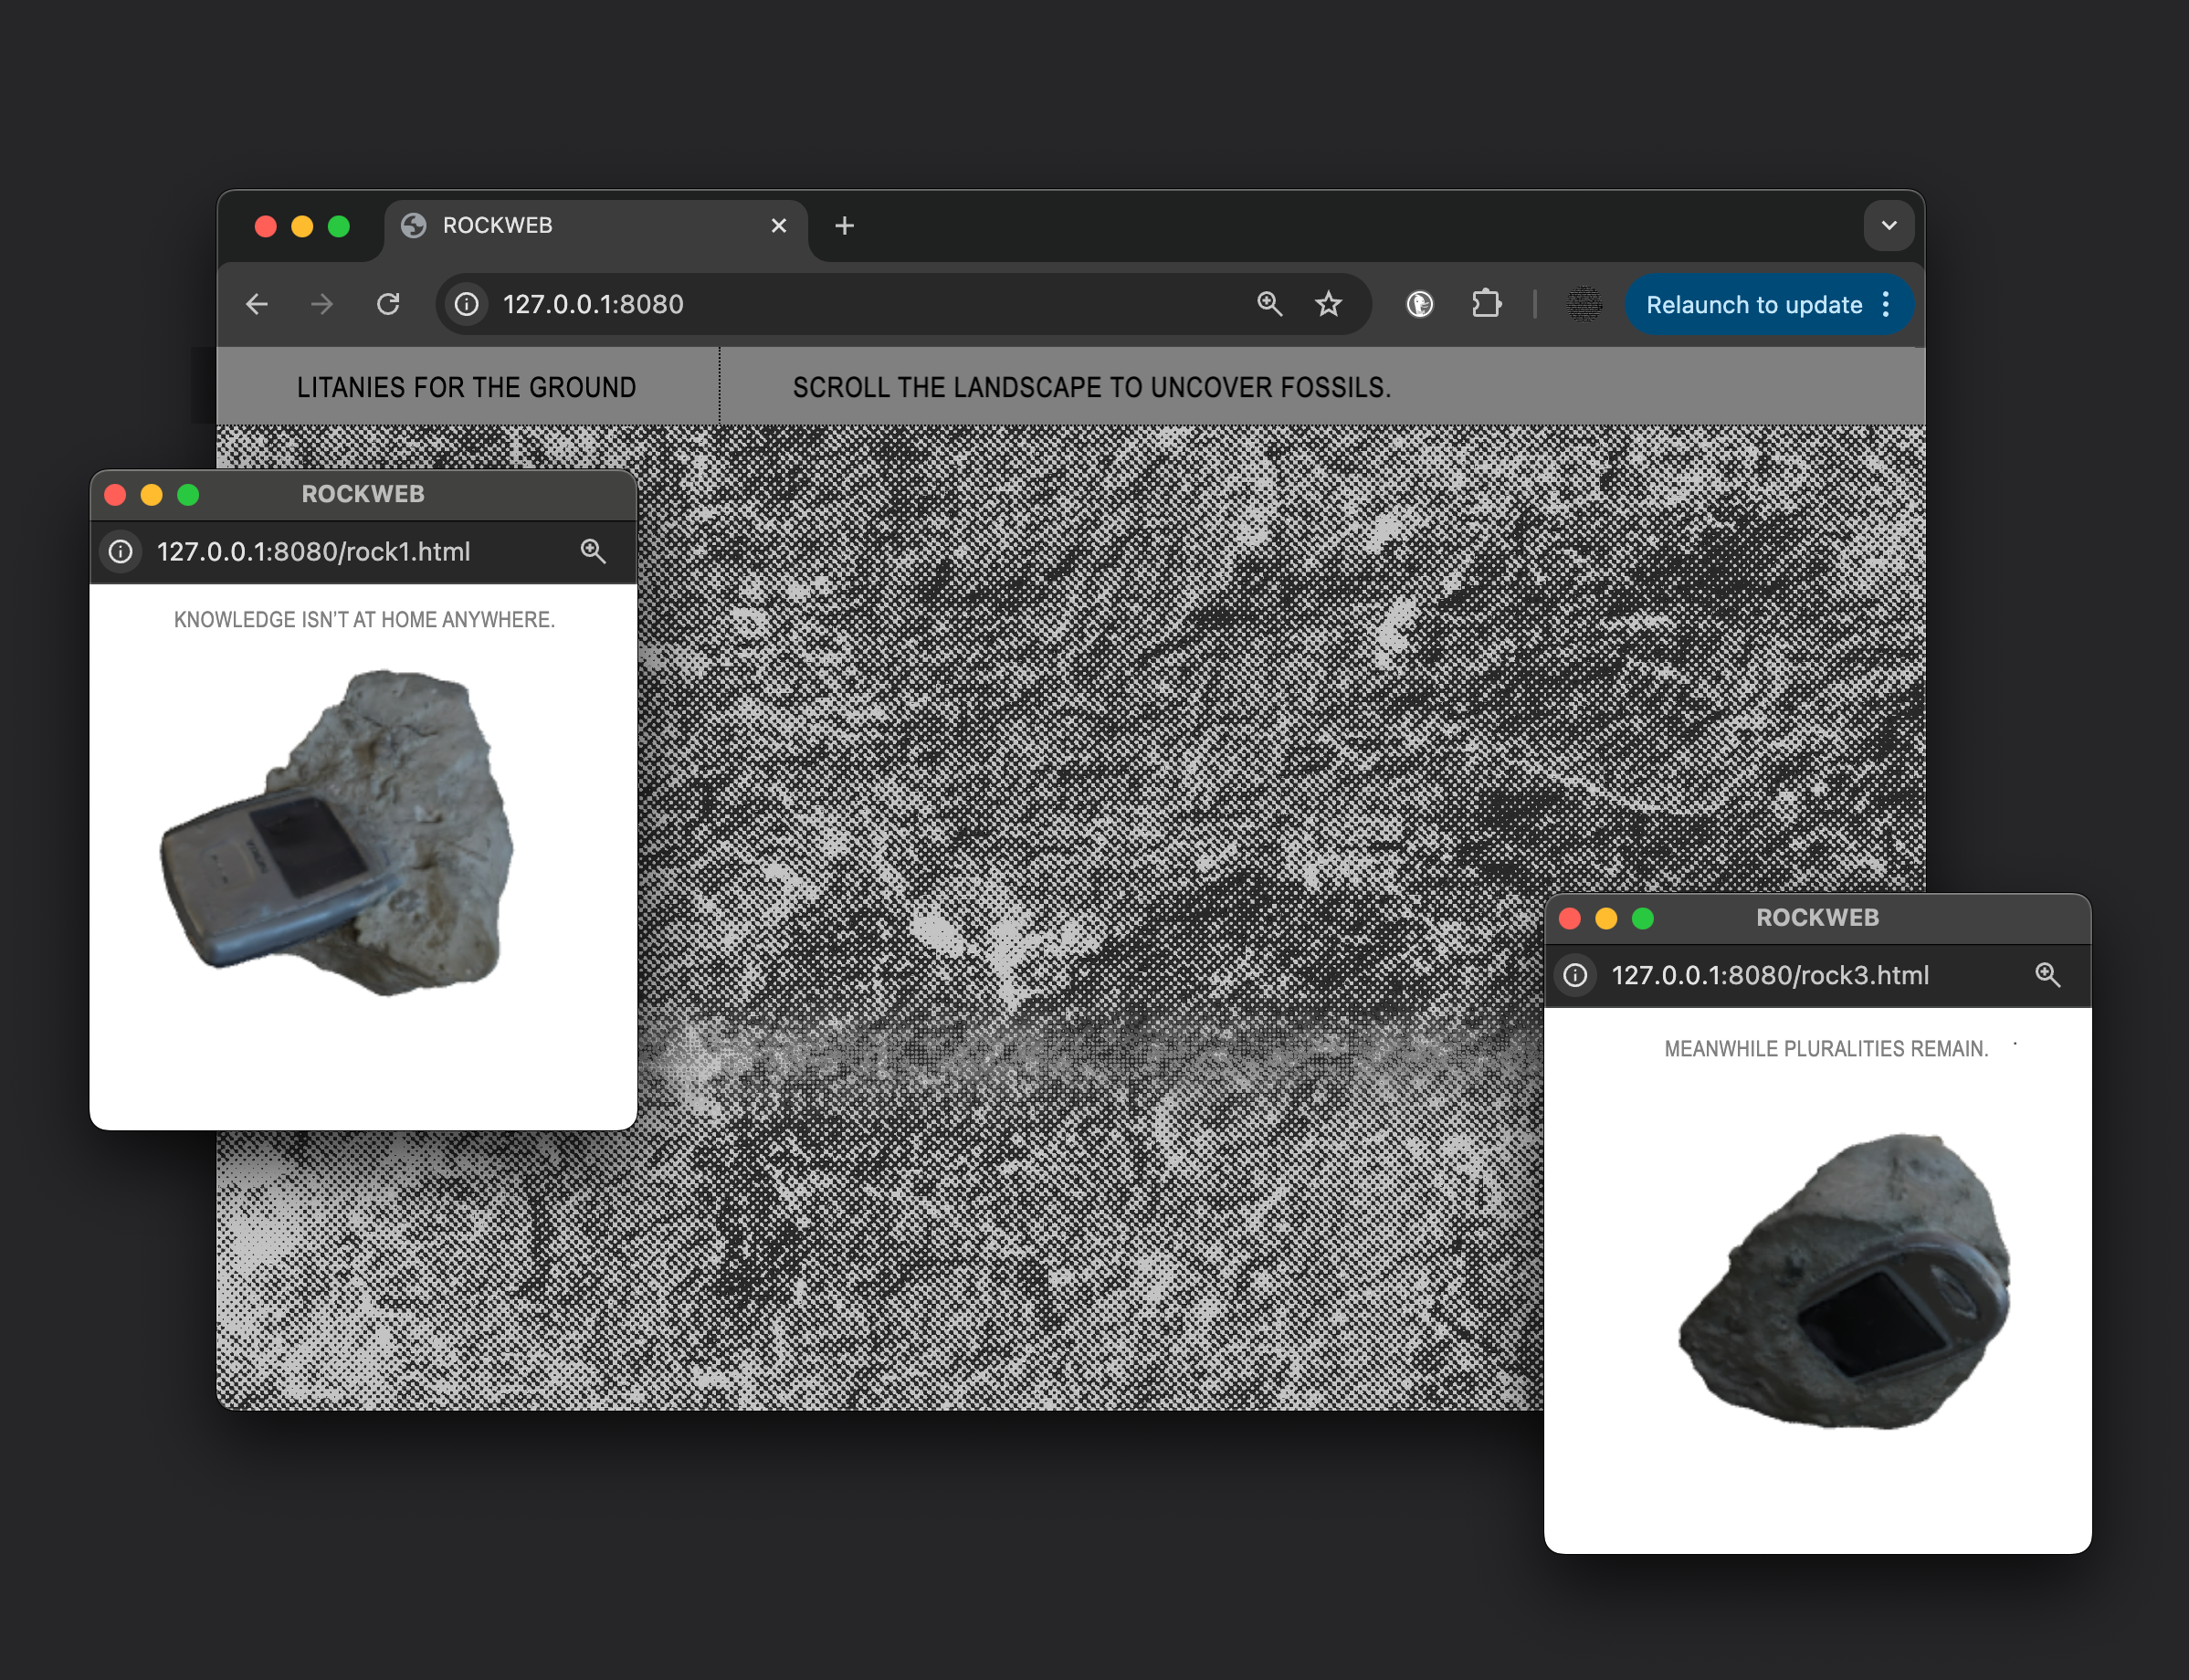 ROCKWEB
127.0.0.1:8080
Relaunch to update
LITANIES FOR THE GROUND
SCROLL THE LANDSCAPE TO UNCOVER FOSSILS.
ROCKWEB
127.0.0.1:8080/rock1.html
KNOWLEDGE ISN'T AT HOME ANYWHERE.
ROCKWEB
127.0.0.1:8080/rock3.html
MEANWHILE PLURALITIES REMAIN.